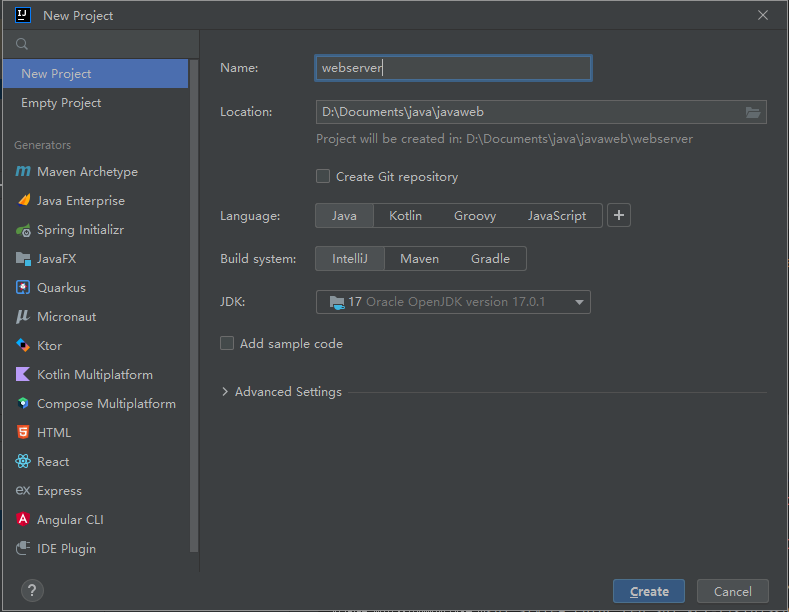 New Project
New Project
Empty Project
Generators
Maven Archetype
Java Enterprise
Spring Initializr
JavaFX
Quarkus
Micronaut
Ktor
Kotlin Multiplatform
Compose Multiplatform
HTML
React
Express
Angular CLI
IDE Plugin
Name: webserver
Location: D:\Documents\java\javaweb
Project will be created in: D:\Documents\java\javaweb\webserver
Create Git repository
Language: Java Kotlin Groovy JavaScript +
Build system: IntelliJ Maven Gradle
JDK: 17 Oracle OpenJDK version 17.0.1
Add sample code
Advanced Settings
? Create Cancel